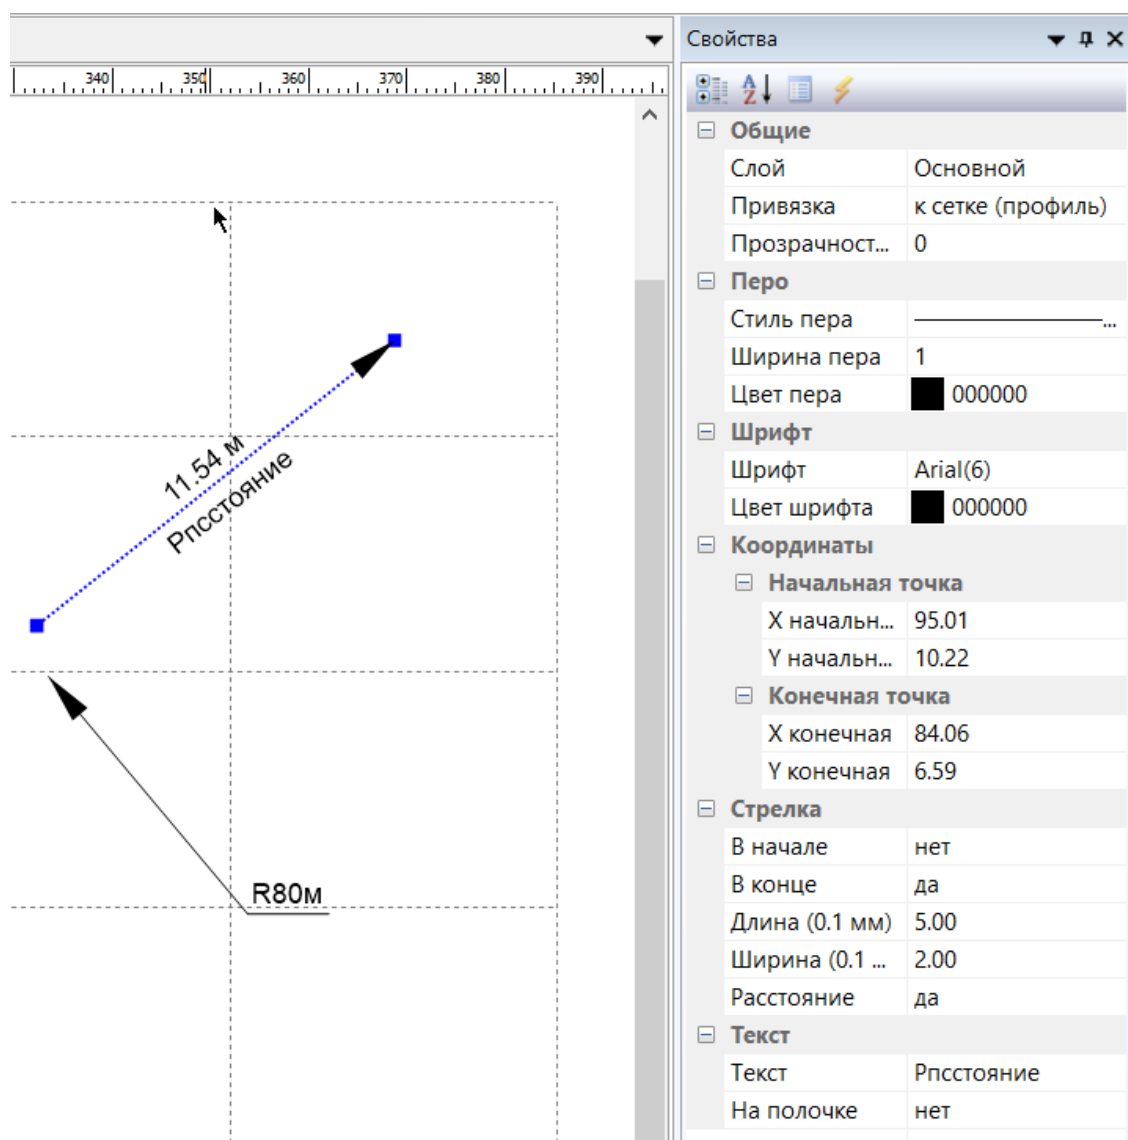 Свойства
340 350 360 370 380 390
Общие
Слой Основной
Привязка к сетке (профиль)
Прозрачност... 0
Перо
Стиль пера ...
Ширина пера 1
Цвет пера 000000
Шрифт
Шрифт Arial(6)
Цвет шрифта 000000
Координаты
Начальная точка
X начальн... 95.01
Y начальн... 10.22
Конечная точка
X конечная 84.06
Y конечная 6.59
Стрелка
В начале нет
В конце да
Длина (0.1 мм) 5.00
Ширина (0.1 ... 2.00
Расстояние да
Текст
Текст Рпсстояние
На полочке нет
11.54 м
Рпсстояние
R80м